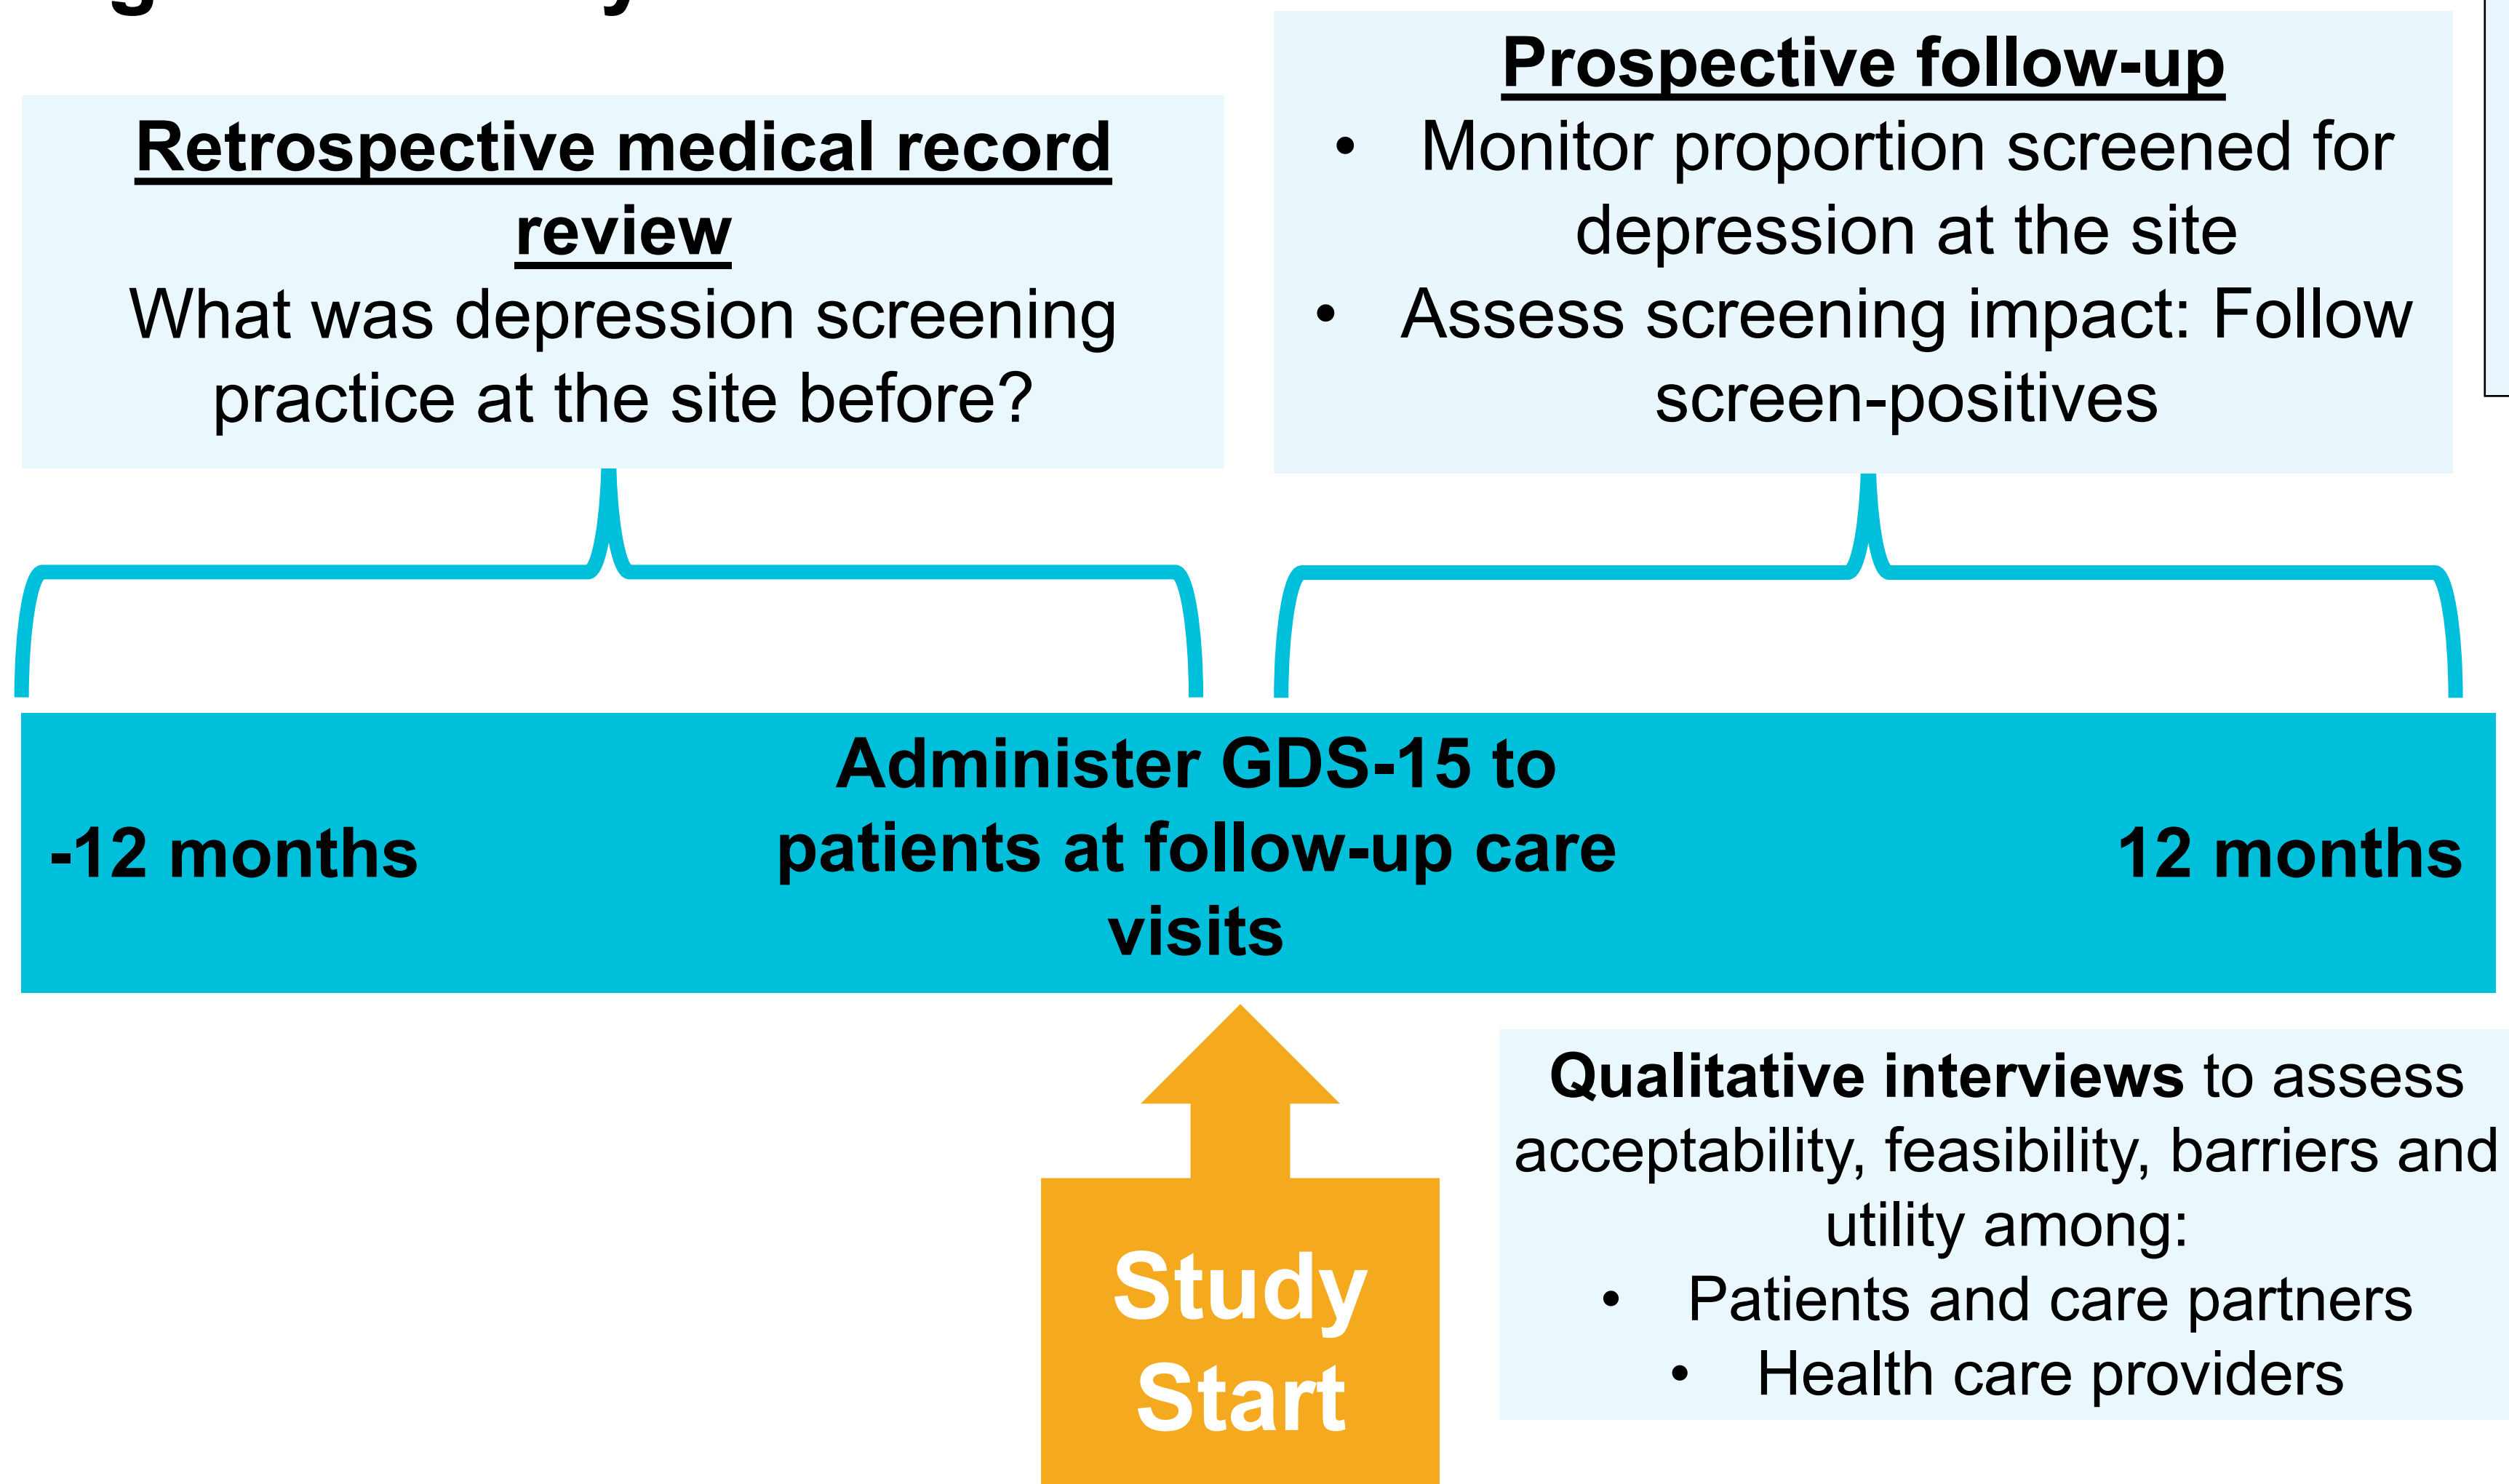 Retrospective medical record
review
What was depression screening
practice at the site before?
Prospective follow-up
• Monitor proportion screened for
depression at the site
• Assess screening impact: Follow
screen-positives
-12 months
Administer GDS-15 to
patients at follow-up care
visits
12 months
Study
Start
Qualitative interviews to assess
acceptability, feasibility, barriers and
utility among:
• Patients and care partners
• Health care providers